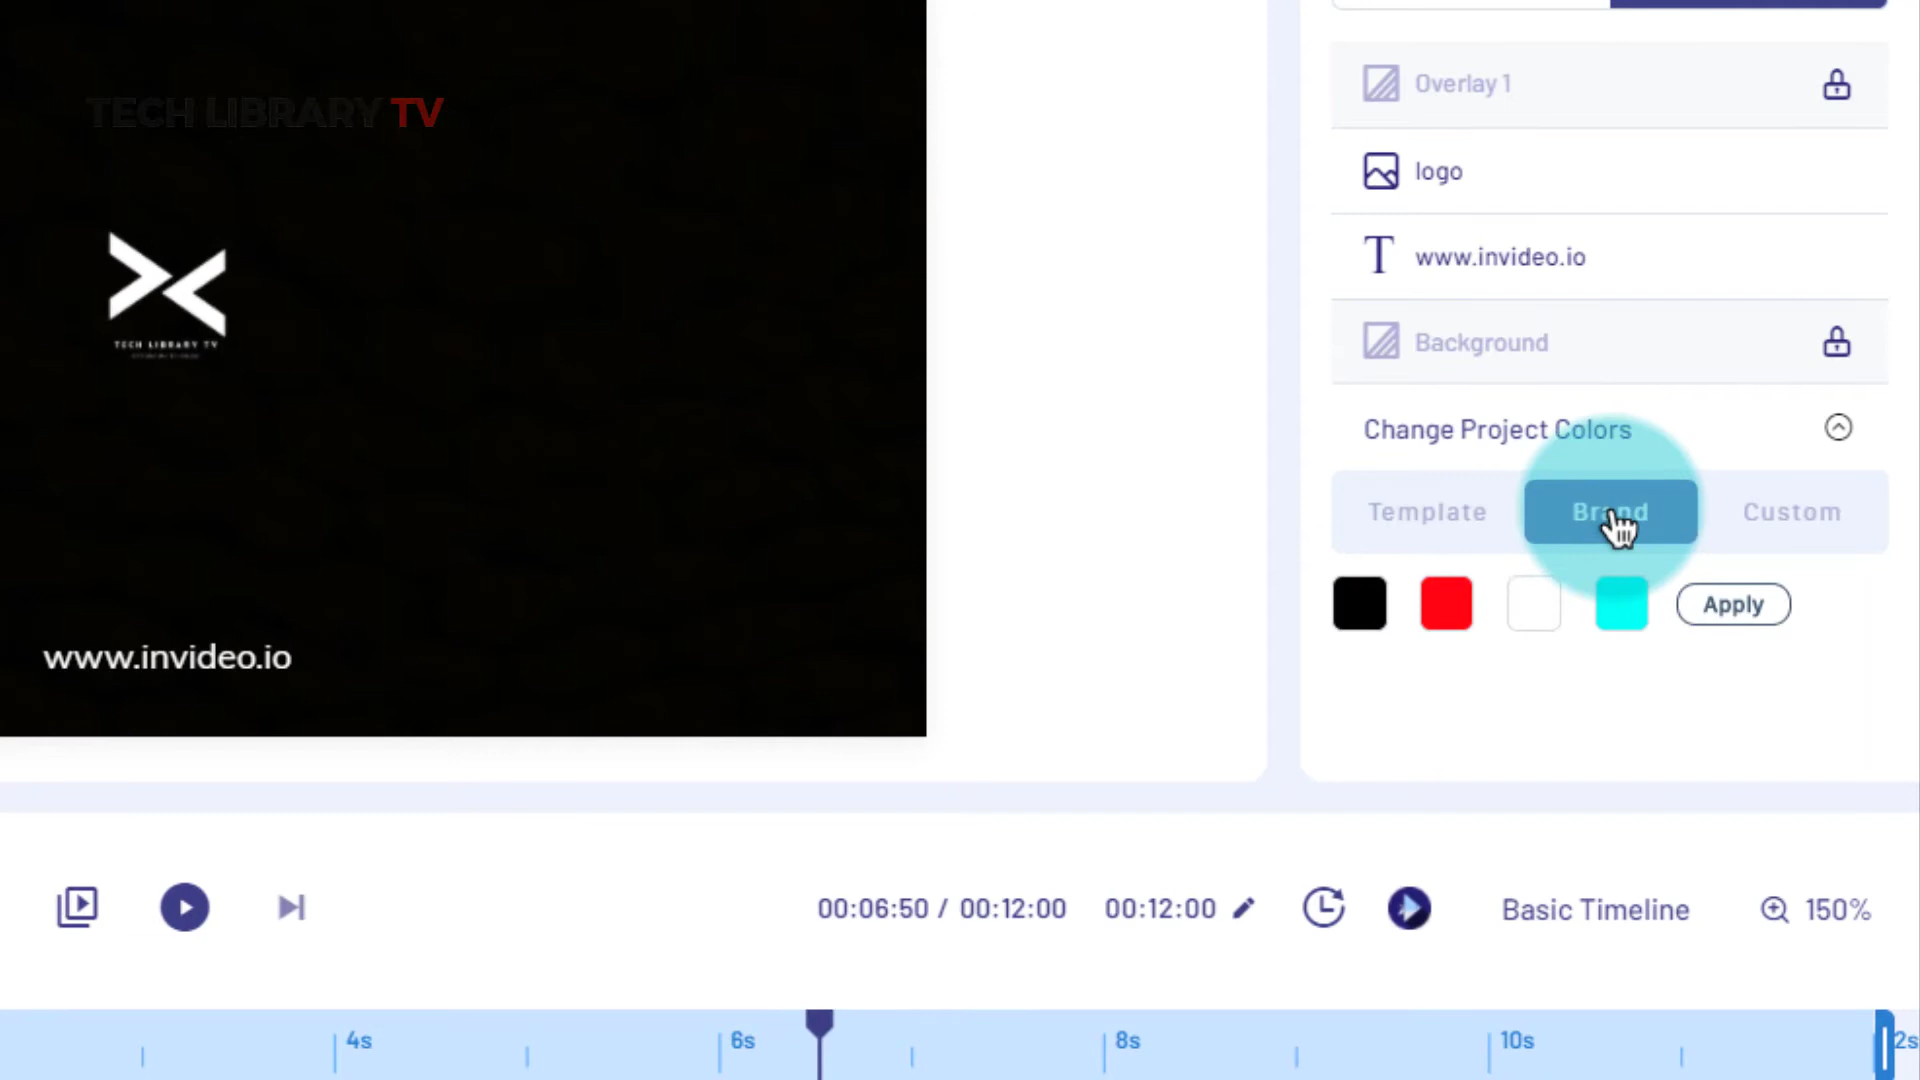 TECH LIBRARY TV
TECH LIBRARY TV
www.invideo.io
Overlay 1
logo
T www.invideo.io
Background
Change Project Colors
Template Brand Custom
Apply
00:06:50 / 00:12:00 00:12:00 Basic Timeline 150%
4s 6s 8s 10s 2s